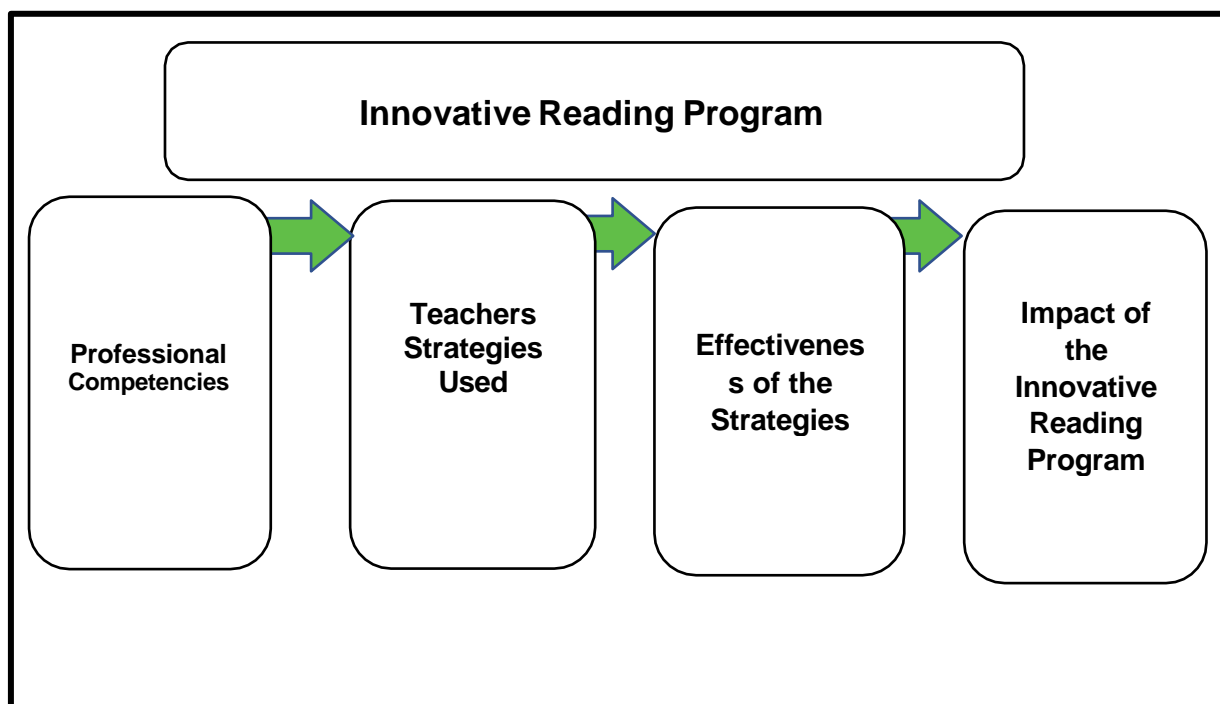 Innovative Reading Program
Professional
Competencies
Teachers
Strategies
Used
Effectivenes
s of the
Strategies
Impact of
the
Innovative
Reading
Program